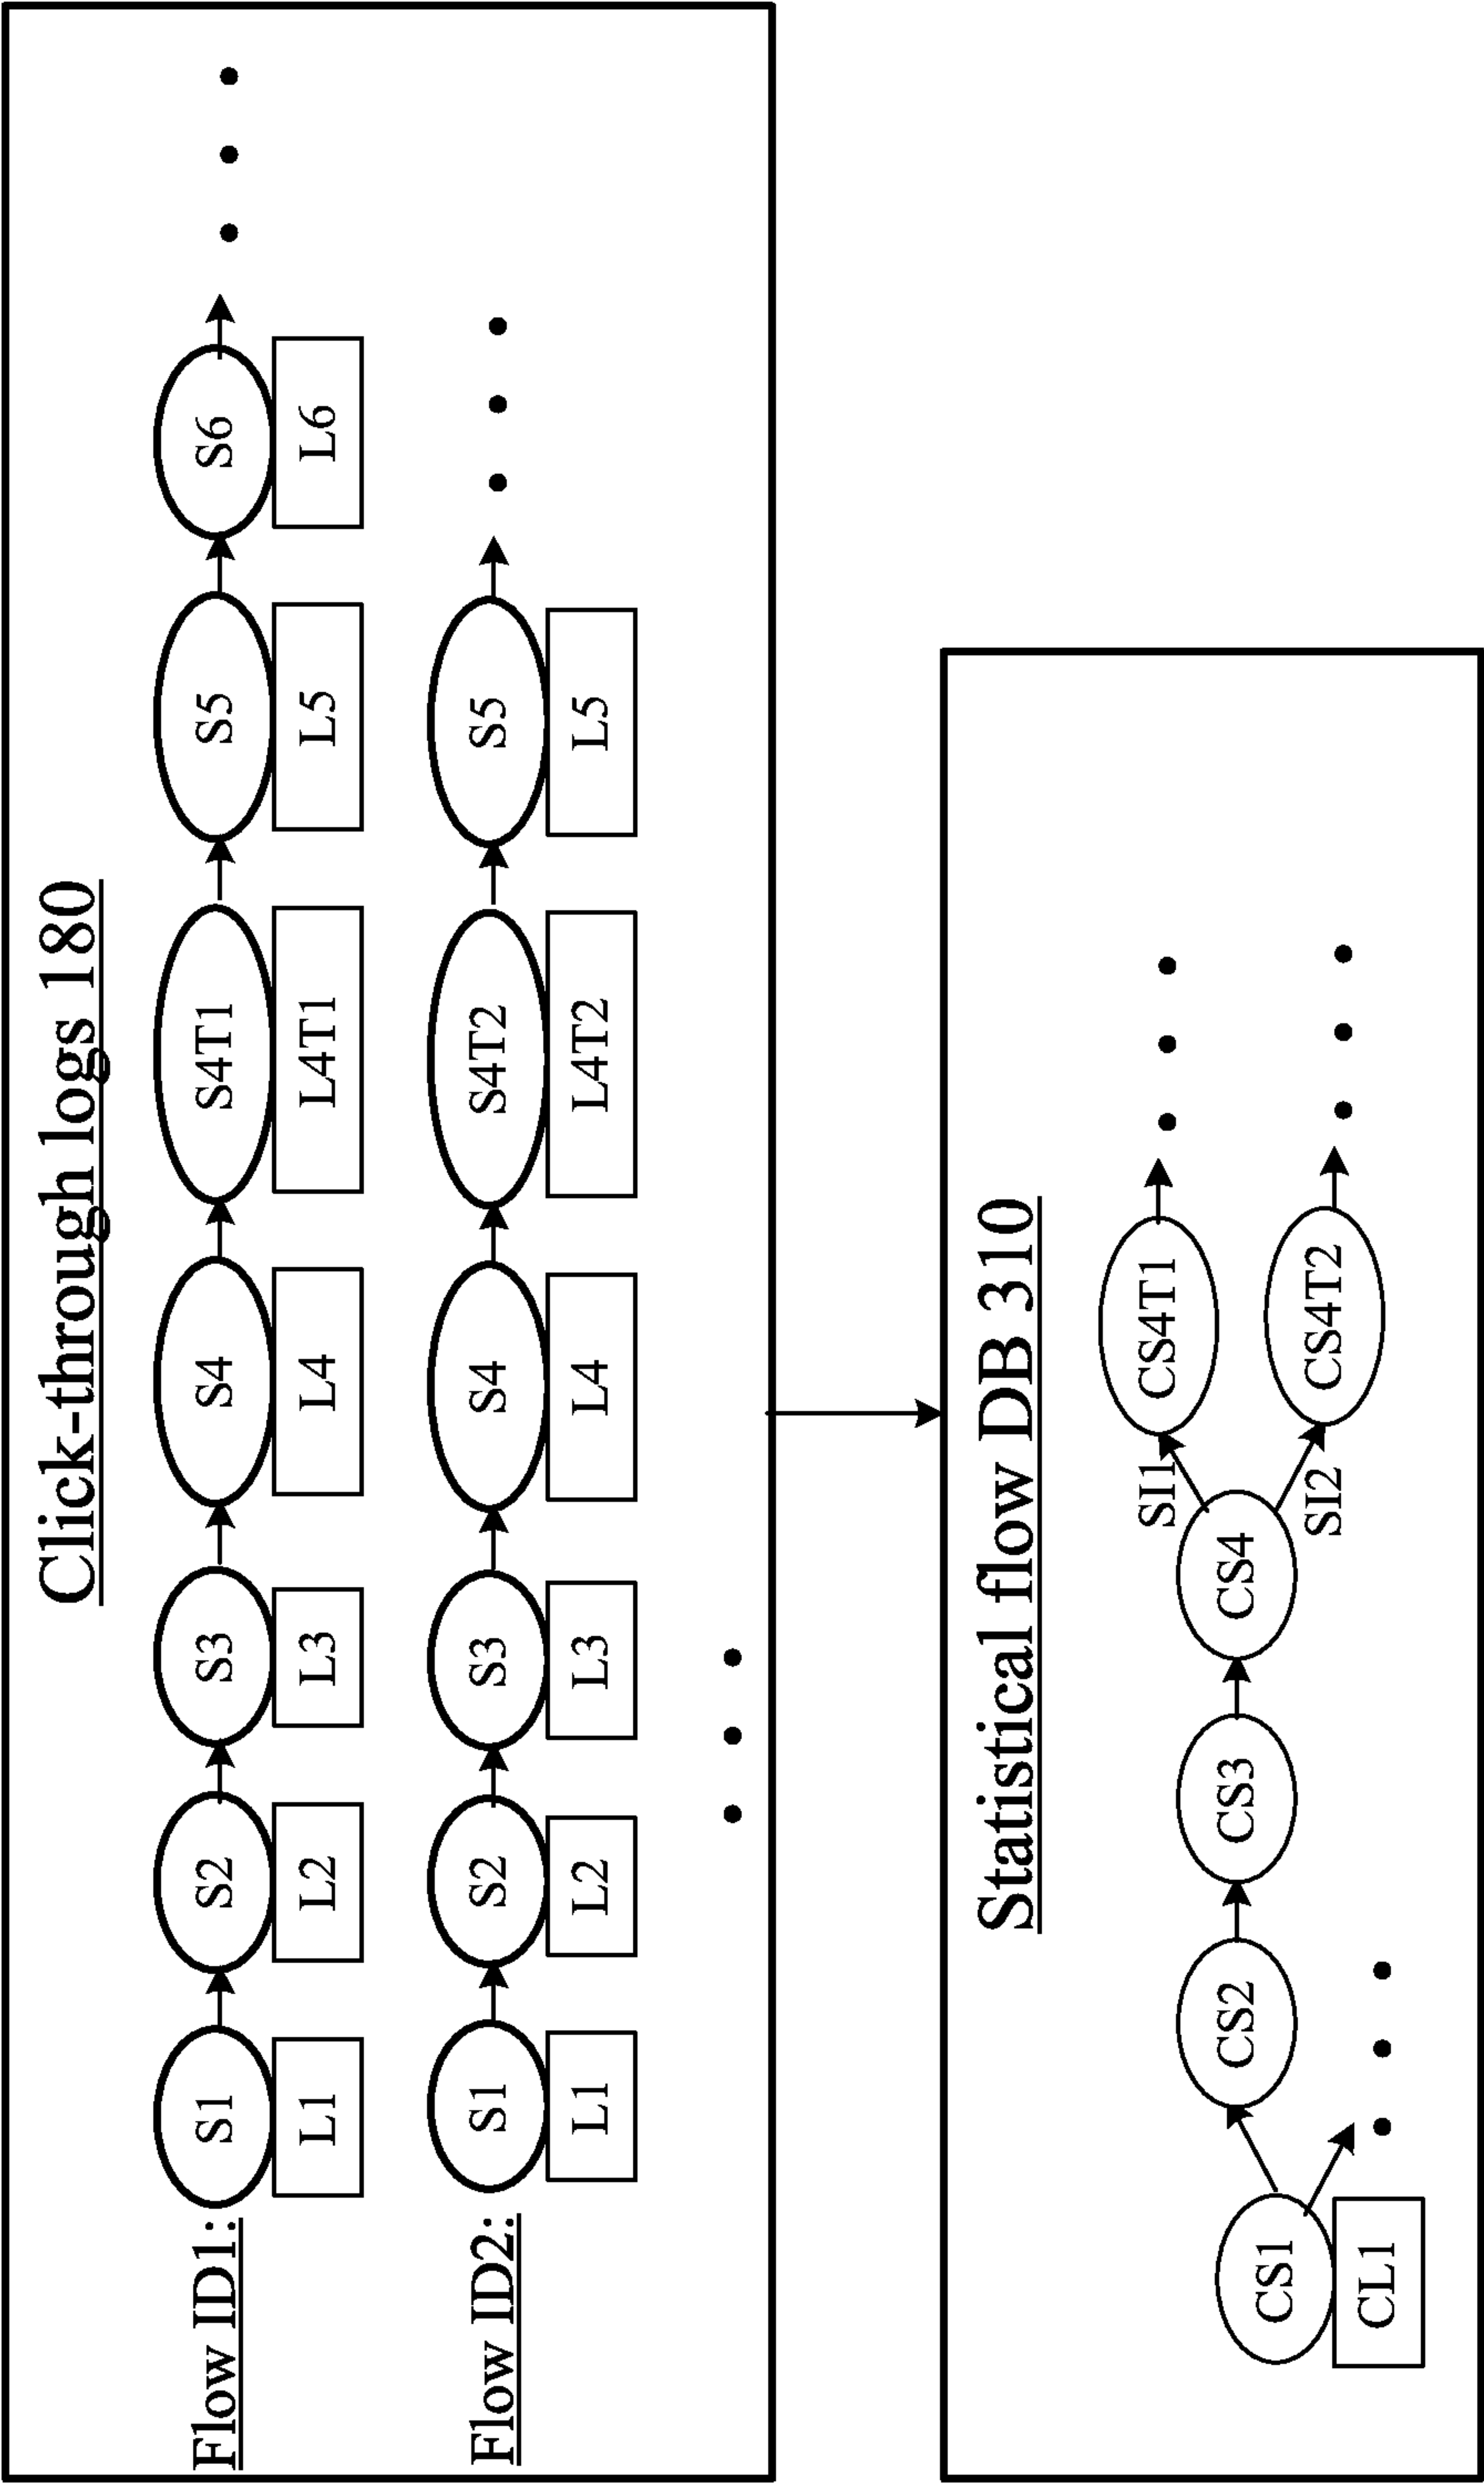 Click-through logs 180
Flow ID1:
S1 S2 S3 S4 S4T1 S5 S6
L1 L2 L3 L4 L4T1 L5 L6
Flow ID2:
S1 S2 S3 S4 S4T2 S5
L1 L2 L3 L4 L4T2 L5
Statistical flow DB 310
CS1 CS2 CS3 CS4
SI1 CS4T1
SI2 CS4T2
CL1